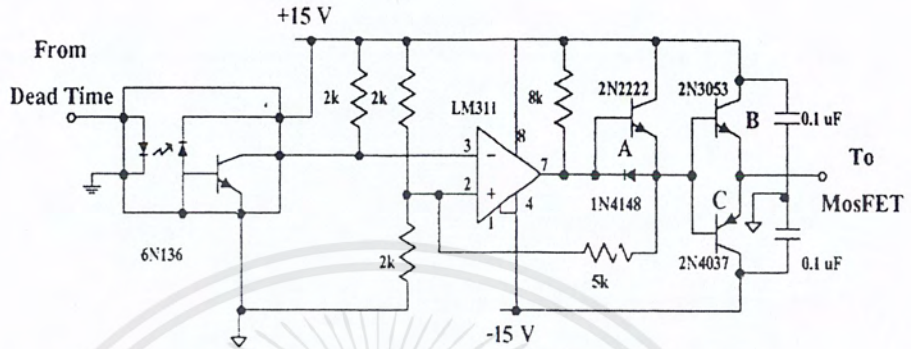 +15 V
From
Dead Time
2k
2k
LM311
8k
2N2222
2N3053
8
A
B
0.1 uF
3
−
7
To
2
+
4
1N4148
C
MosFET
1
6N136
2k
5k
2N4037
0.1 uF
-15 V